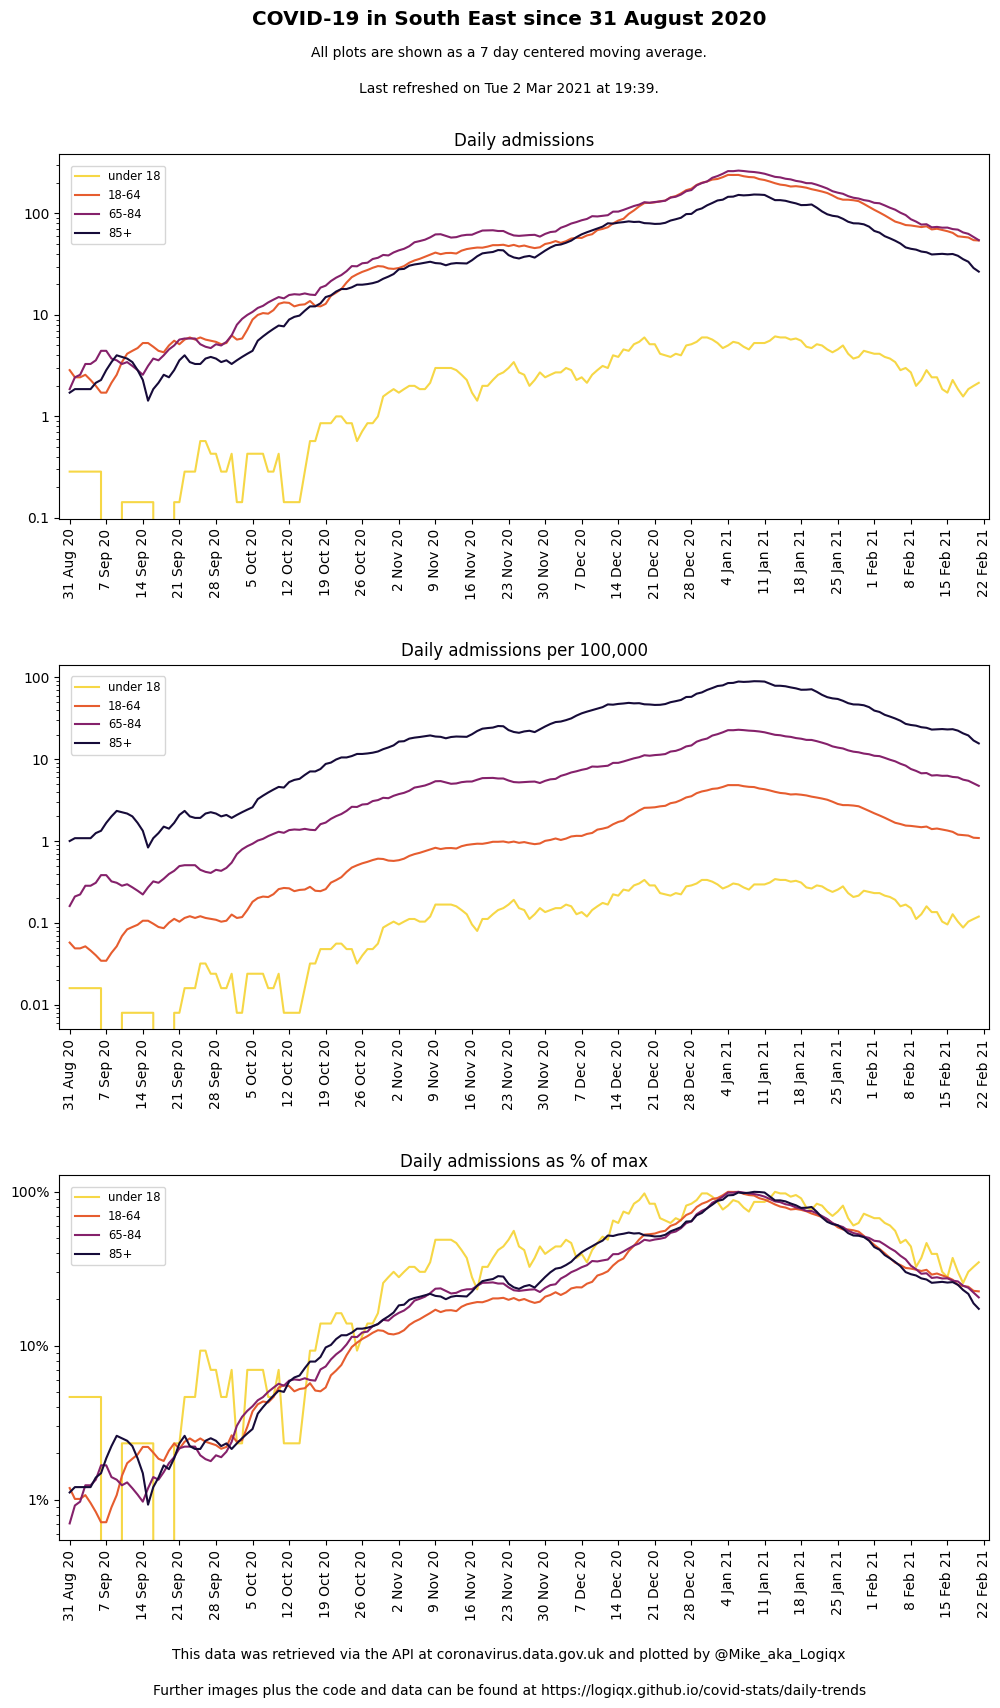 COVID-19 in South East since 31 August 2020
All plots are shown as a 7 day centered moving average.
Last refreshed on Tue 2 Mar 2021 at 19:39.
Daily admissions
under 18
18-64
65-84
85+
100
10
1
0.1
31 Aug 20
7 Sep 20
14 Sep 20
21 Sep 20
28 Sep 20
5 Oct 20
12 Oct 20
19 Oct 20
26 Oct 20
2 Nov 20
9 Nov 20
16 Nov 20
23 Nov 20
30 Nov 20
7 Dec 20
14 Dec 20
21 Dec 20
28 Dec 20
4 Jan 21
11 Jan 21
18 Jan 21
25 Jan 21
1 Feb 21
8 Feb 21
15 Feb 21
22 Feb 21
Daily admissions per 100,000
under 18
18-64
65-84
85+
100
10
1
0.1
0.01
31 Aug 20
7 Sep 20
14 Sep 20
21 Sep 20
28 Sep 20
5 Oct 20
12 Oct 20
19 Oct 20
26 Oct 20
2 Nov 20
9 Nov 20
16 Nov 20
23 Nov 20
30 Nov 20
7 Dec 20
14 Dec 20
21 Dec 20
28 Dec 20
4 Jan 21
11 Jan 21
18 Jan 21
25 Jan 21
1 Feb 21
8 Feb 21
15 Feb 21
22 Feb 21
Daily admissions as % of max
under 18
18-64
65-84
85+
100%
10%
1%
31 Aug 20
7 Sep 20
14 Sep 20
21 Sep 20
28 Sep 20
5 Oct 20
12 Oct 20
19 Oct 20
26 Oct 20
2 Nov 20
9 Nov 20
16 Nov 20
23 Nov 20
30 Nov 20
7 Dec 20
14 Dec 20
21 Dec 20
28 Dec 20
4 Jan 21
11 Jan 21
18 Jan 21
25 Jan 21
1 Feb 21
8 Feb 21
15 Feb 21
22 Feb 21
This data was retrieved via the API at coronavirus.data.gov.uk and plotted by @Mike_aka_Logiqx
Further images plus the code and data can be found at https://logiqx.github.io/covid-stats/daily-trends